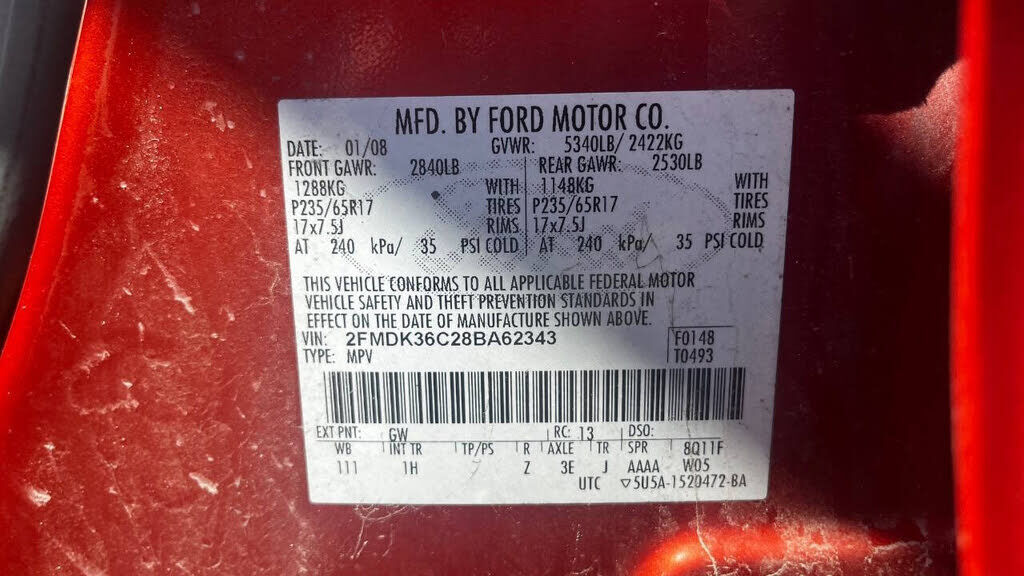 MFD. BY FORD MOTOR CO.
DATE: 01/08 GVWR: 5340LB/ 2422KG
FRONT GAWR: 2840LB REAR GAWR: 2530LB
1288KG WITH 1148KG WITH
P235/65R17 TIRES P235/65R17 TIRES
17x7.5J RIMS 17x7.5J RIMS
AT 240 kPa/ 35 PSI COLD AT 240 kPa/ 35 PSI COLD
THIS VEHICLE CONFORMS TO ALL APPLICABLE FEDERAL MOTOR
VEHICLE SAFETY AND THEFT PREVENTION STANDARDS IN
EFFECT ON THE DATE OF MANUFACTURE SHOWN ABOVE.
VIN: 2FMDK36C28BA62343 F0148
TYPE: MPV T0493
EXT PNT: GW RC: 13 DSO:
WB INT TR TP/PS R AXLE TR SPR 8Q11F
111 1H Z 3E J AAAA W05
UTC ▽5U5A-1520472-BA